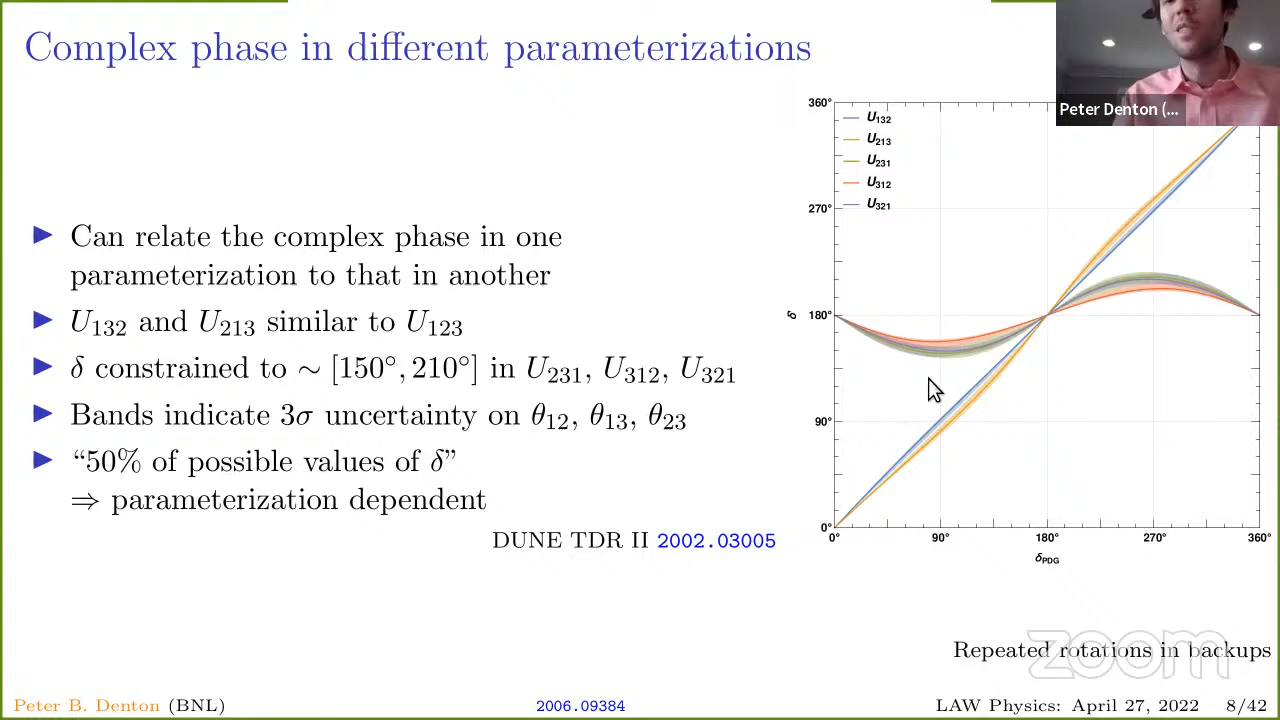 Complex phase in different parameterizations
Peter Denton (...
▶ Can relate the complex phase in one
parameterization to that in another
▶ U₁₃₂ and U₂₁₃ similar to U₁₂₃
▶ δ constrained to ∼ [150°, 210°] in U₂₃₁, U₃₁₂, U₃₂₁
▶ Bands indicate 3σ uncertainty on θ₁₂, θ₁₃, θ₂₃
▶ “50% of possible values of δ”
⇒ parameterization dependent
DUNE TDR II 2002.03005
360°
270°
180°
90°
0°
δ
U₁₃₂
U₂₁₃
U₂₃₁
U₃₁₂
U₃₂₁
0° 90° 180° 270° 360°
δPDG
zoom
Repeated rotations in backups
Peter B. Denton (BNL) 2006.09384 LAW Physics: April 27, 2022 8/42